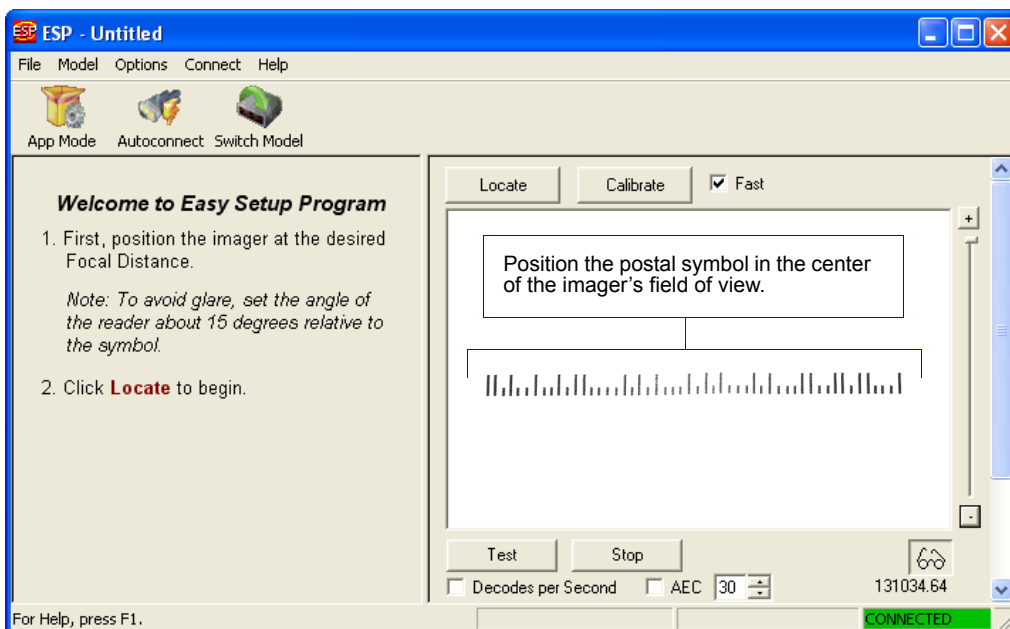 ESP - Untitled
File Model Options Connect Help
App Mode Autoconnect Switch Model
Welcome to Easy Setup Program
1. First, position the imager at the desired
Focal Distance.
Note: To avoid glare, set the angle of
the reader about 15 degrees relative to
the symbol.
2. Click Locate to begin.
Locate Calibrate Fast
+
Position the postal symbol in the center
of the imager's field of view.
-
Test Stop
Decodes per Second AEC 30 131034.64
For Help, press F1. CONNECTED